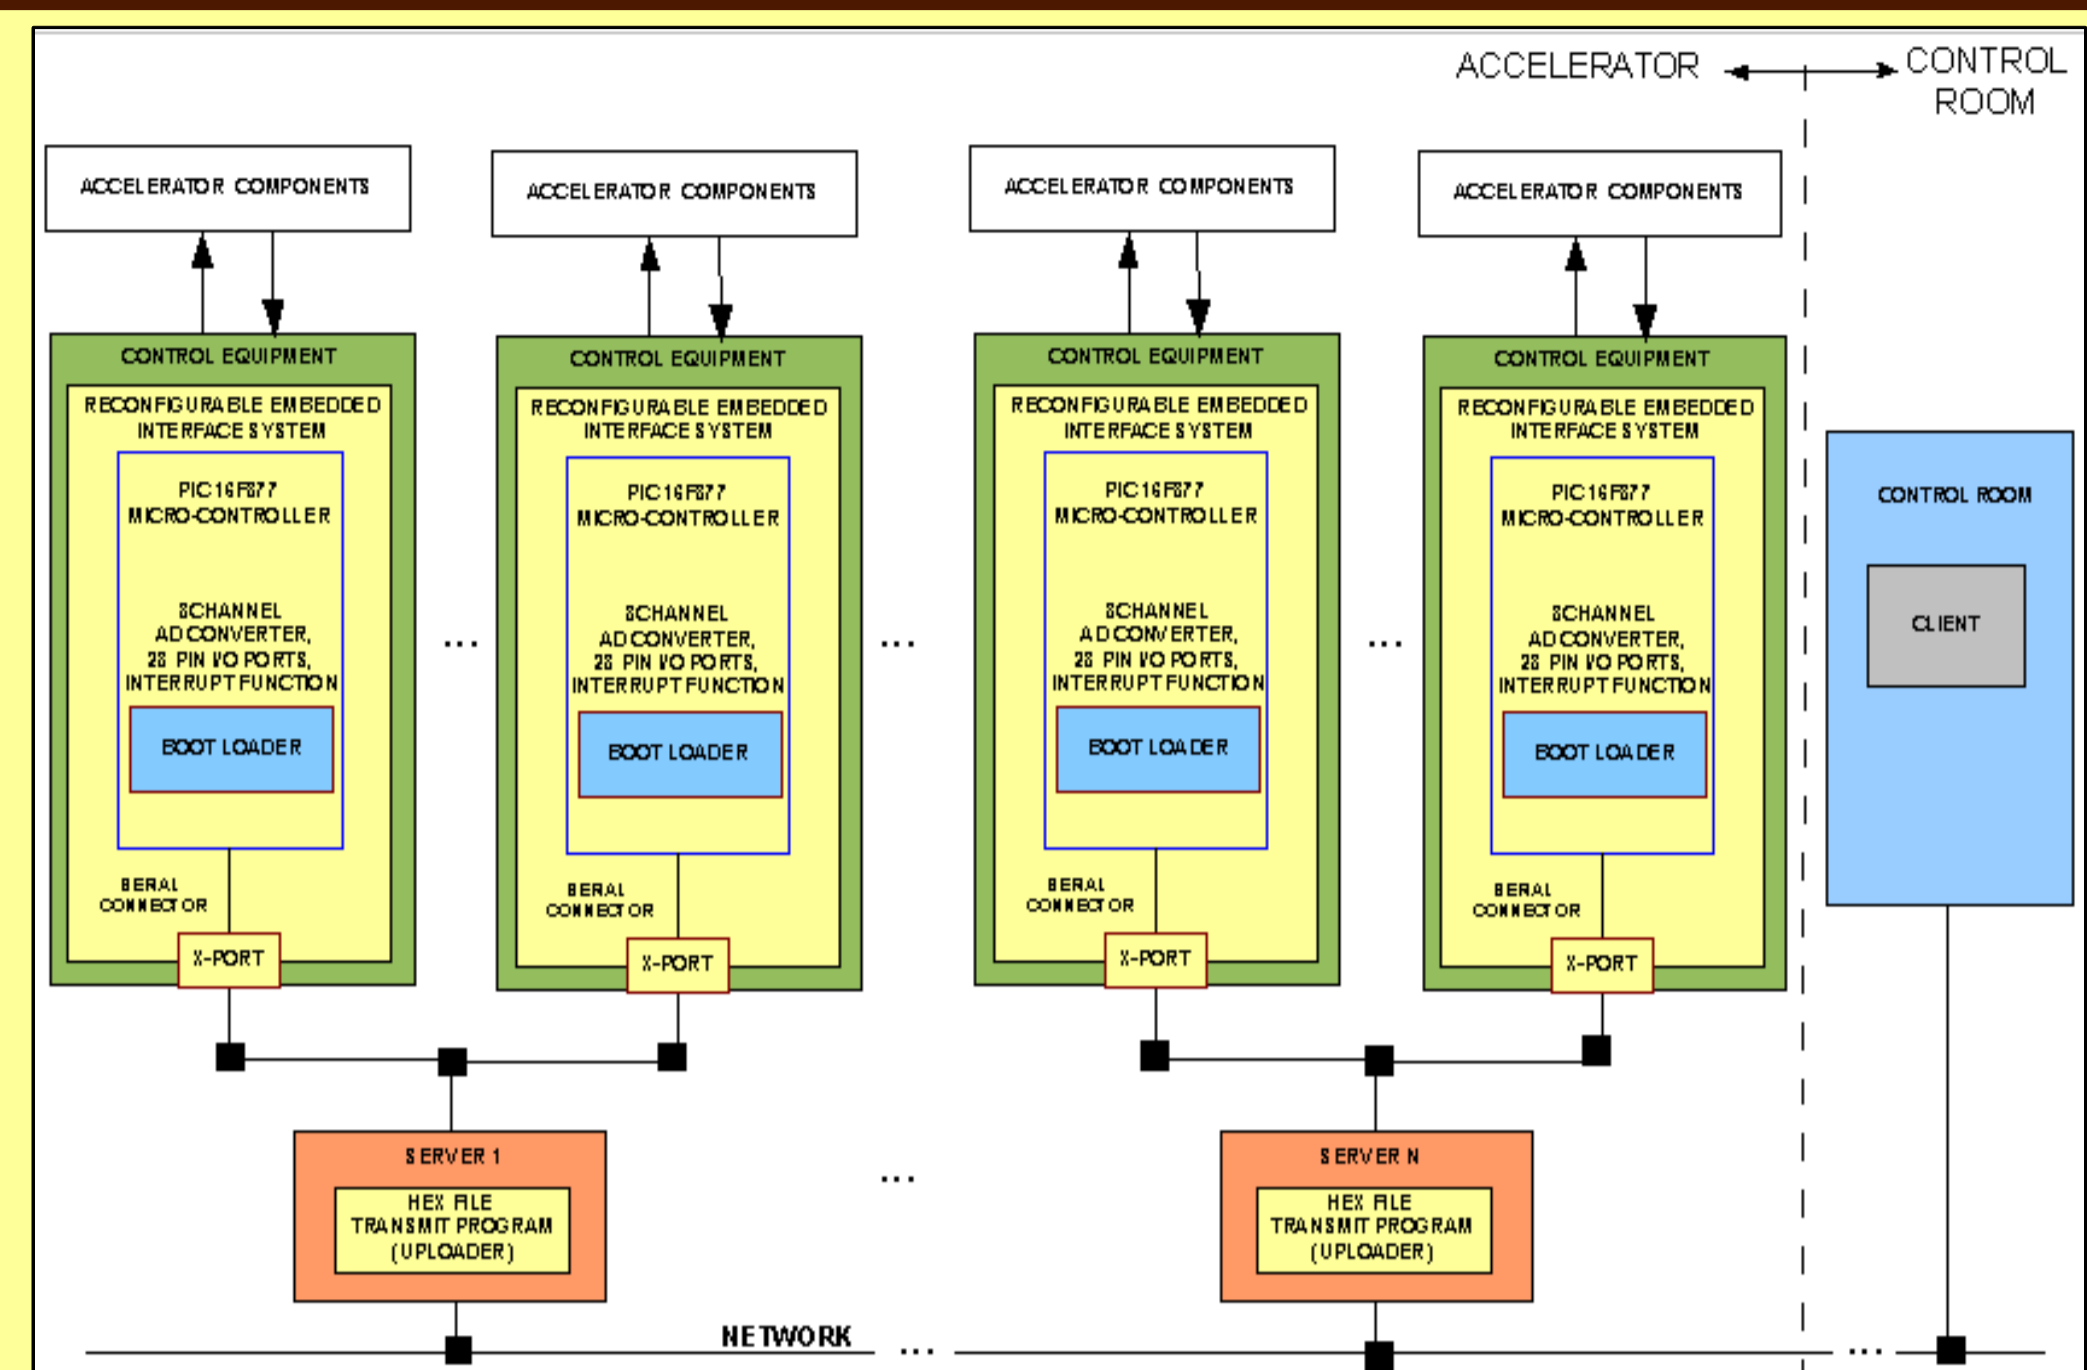 ACCELERATOR
CONTROL
ROOM
ACCELERATOR COMPONENTS
ACCELERATOR COMPONENTS
ACCELERATOR COMPONENTS
ACCELERATOR COMPONENTS
CONTROL EQUIPMENT
RECONFIGURABLE EMBEDDED
INTERFACE SYSTEM
PIC16F877
MICRO-CONTROLLER
8CHANNEL
AD CONVERTER,
28 PIN I/O PORTS,
INTERRUPT FUNCTION
BOOT LOADER
SERIAL
CONNECTOR
X-PORT
...
CONTROL EQUIPMENT
RECONFIGURABLE EMBEDDED
INTERFACE SYSTEM
PIC16F877
MICRO-CONTROLLER
8CHANNEL
AD CONVERTER,
28 PIN I/O PORTS,
INTERRUPT FUNCTION
BOOT LOADER
SERIAL
CONNECTOR
X-PORT
...
CONTROL EQUIPMENT
RECONFIGURABLE EMBEDDED
INTERFACE SYSTEM
PIC16F877
MICRO-CONTROLLER
8CHANNEL
AD CONVERTER,
28 PIN I/O PORTS,
INTERRUPT FUNCTION
BOOT LOADER
SERIAL
CONNECTOR
X-PORT
...
CONTROL EQUIPMENT
RECONFIGURABLE EMBEDDED
INTERFACE SYSTEM
PIC16F877
MICRO-CONTROLLER
8CHANNEL
AD CONVERTER,
28 PIN I/O PORTS,
INTERRUPT FUNCTION
BOOT LOADER
SERIAL
CONNECTOR
X-PORT
CONTROL ROOM
CLIENT
SERVER 1
HEX FILE
TRANSMIT PROGRAM
(UPLOADER)
...
SERVER N
HEX FILE
TRANSMIT PROGRAM
(UPLOADER)
NETWORK
...
...